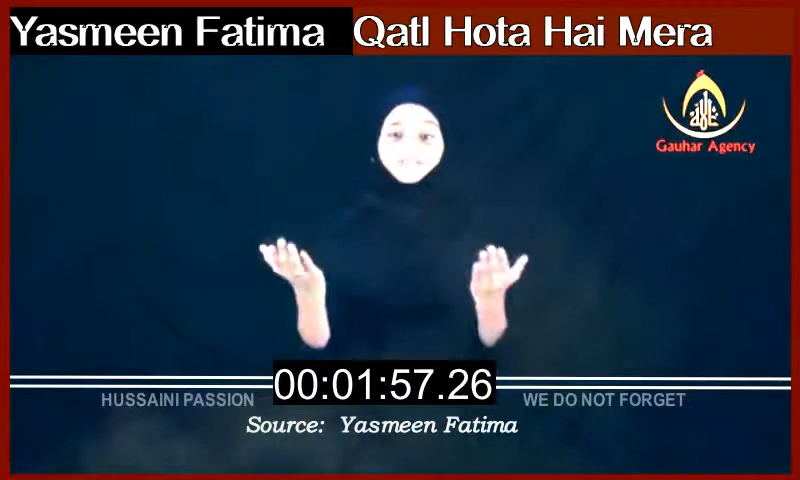 Yasmeen Fatima Qatl Hota Hai Mera
Gauhar Agency
HUSSAINI PASSION 00:01:57.26 WE DO NOT FORGET
Source: Yasmeen Fatima